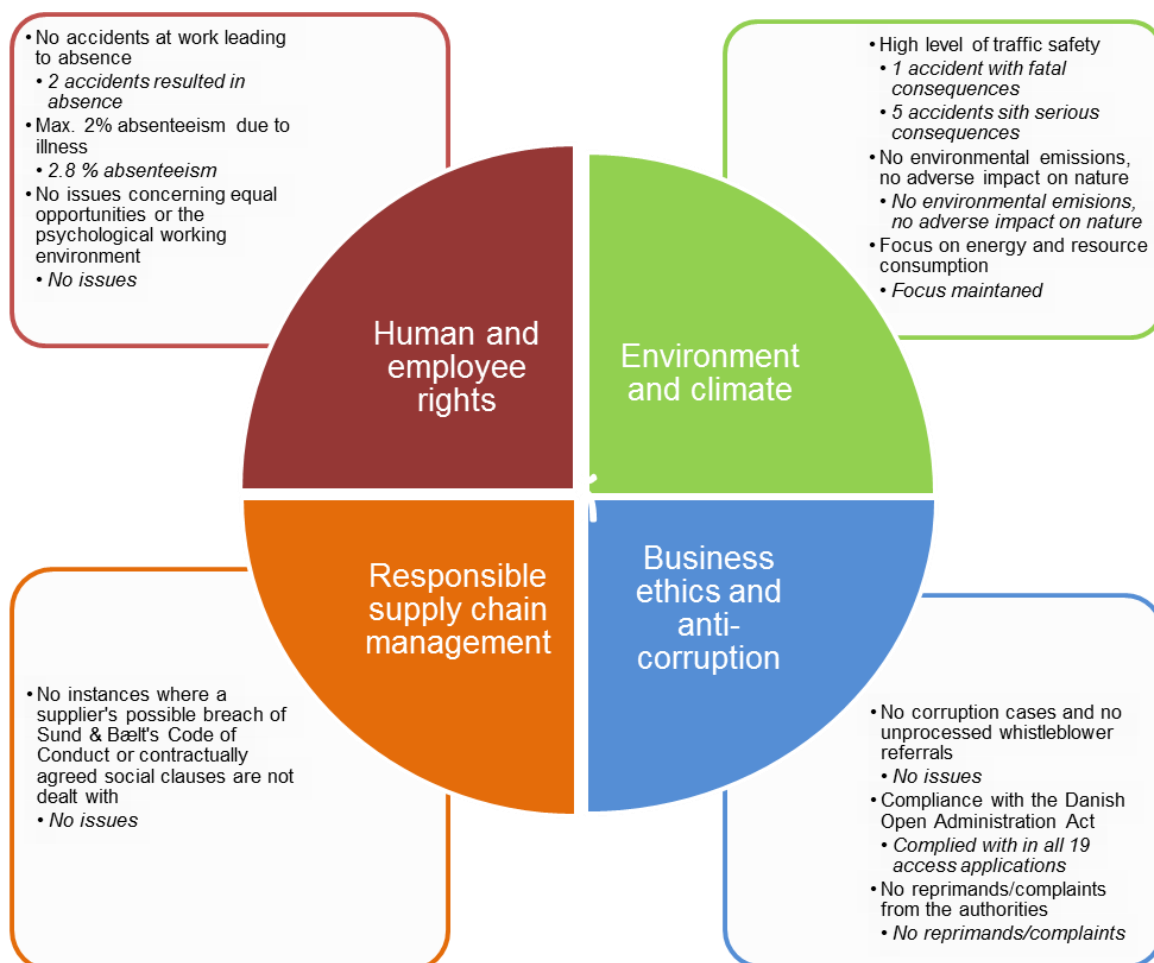 • No accidents at work leading
to absence
• 2 accidents resulted in
absence
• Max. 2% absenteeism due to
illness
• 2.8 % absenteeism
• No issues concerning equal
opportunities or the
psychological working
environment
• No issues
• High level of traffic safety
• 1 accident with fatal
consequences
• 5 accidents sith serious
consequences
• No environmental emissions,
no adverse impact on nature
• No environmental emisions,
no adverse impact on nature
• Focus on energy and resource
consumption
• Focus maintaned
Human and
employee
rights
Environment
and climate
Responsible
supply chain
management
Business
ethics and
anti-
corruption
• No instances where a
supplier's possible breach of
Sund & Bælt's Code of
Conduct or contractually
agreed social clauses are not
dealt with
• No issues
• No corruption cases and no
unprocessed whistleblower
referrals
• No issues
• Compliance with the Danish
Open Administration Act
• Complied with in all 19
access applications
• No reprimands/complaints
from the authorities
• No reprimands/complaints